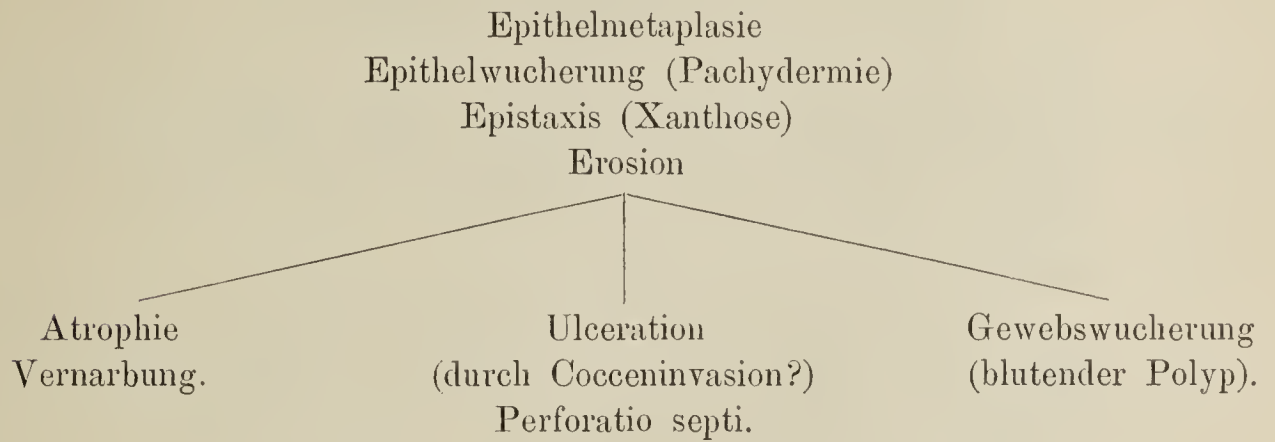 Epithelmetaplasie
Epithelwucherung (Pachydermie)
Epistaxis (Xanthose)
Erosion
Atrophie
Vernarbung.
Ulceration
(durch Cocceninvasion?)
Perforatio septi.
Gewebswucherung
(blutender Polyp).